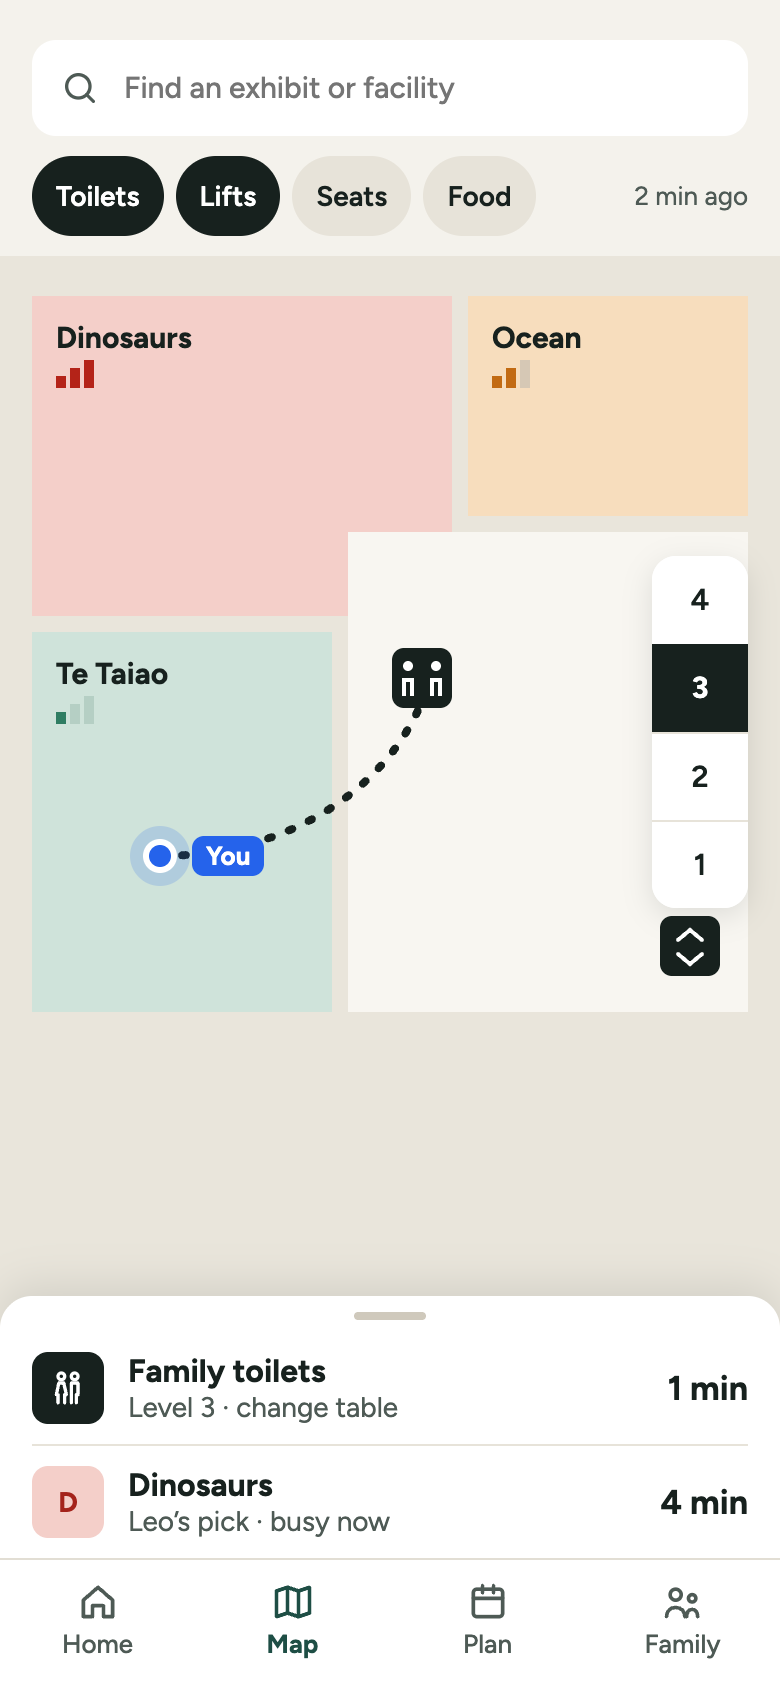 Find an exhibit or facility
Toilets
Lifts
Seats
Food
2 min ago
Dinosaurs
Ocean
4
3
2
1
Te Taiao
You
Family toilets
Level 3 · change table
1 min
D
Dinosaurs
Leo’s pick · busy now
4 min
Home
Map
Plan
Family